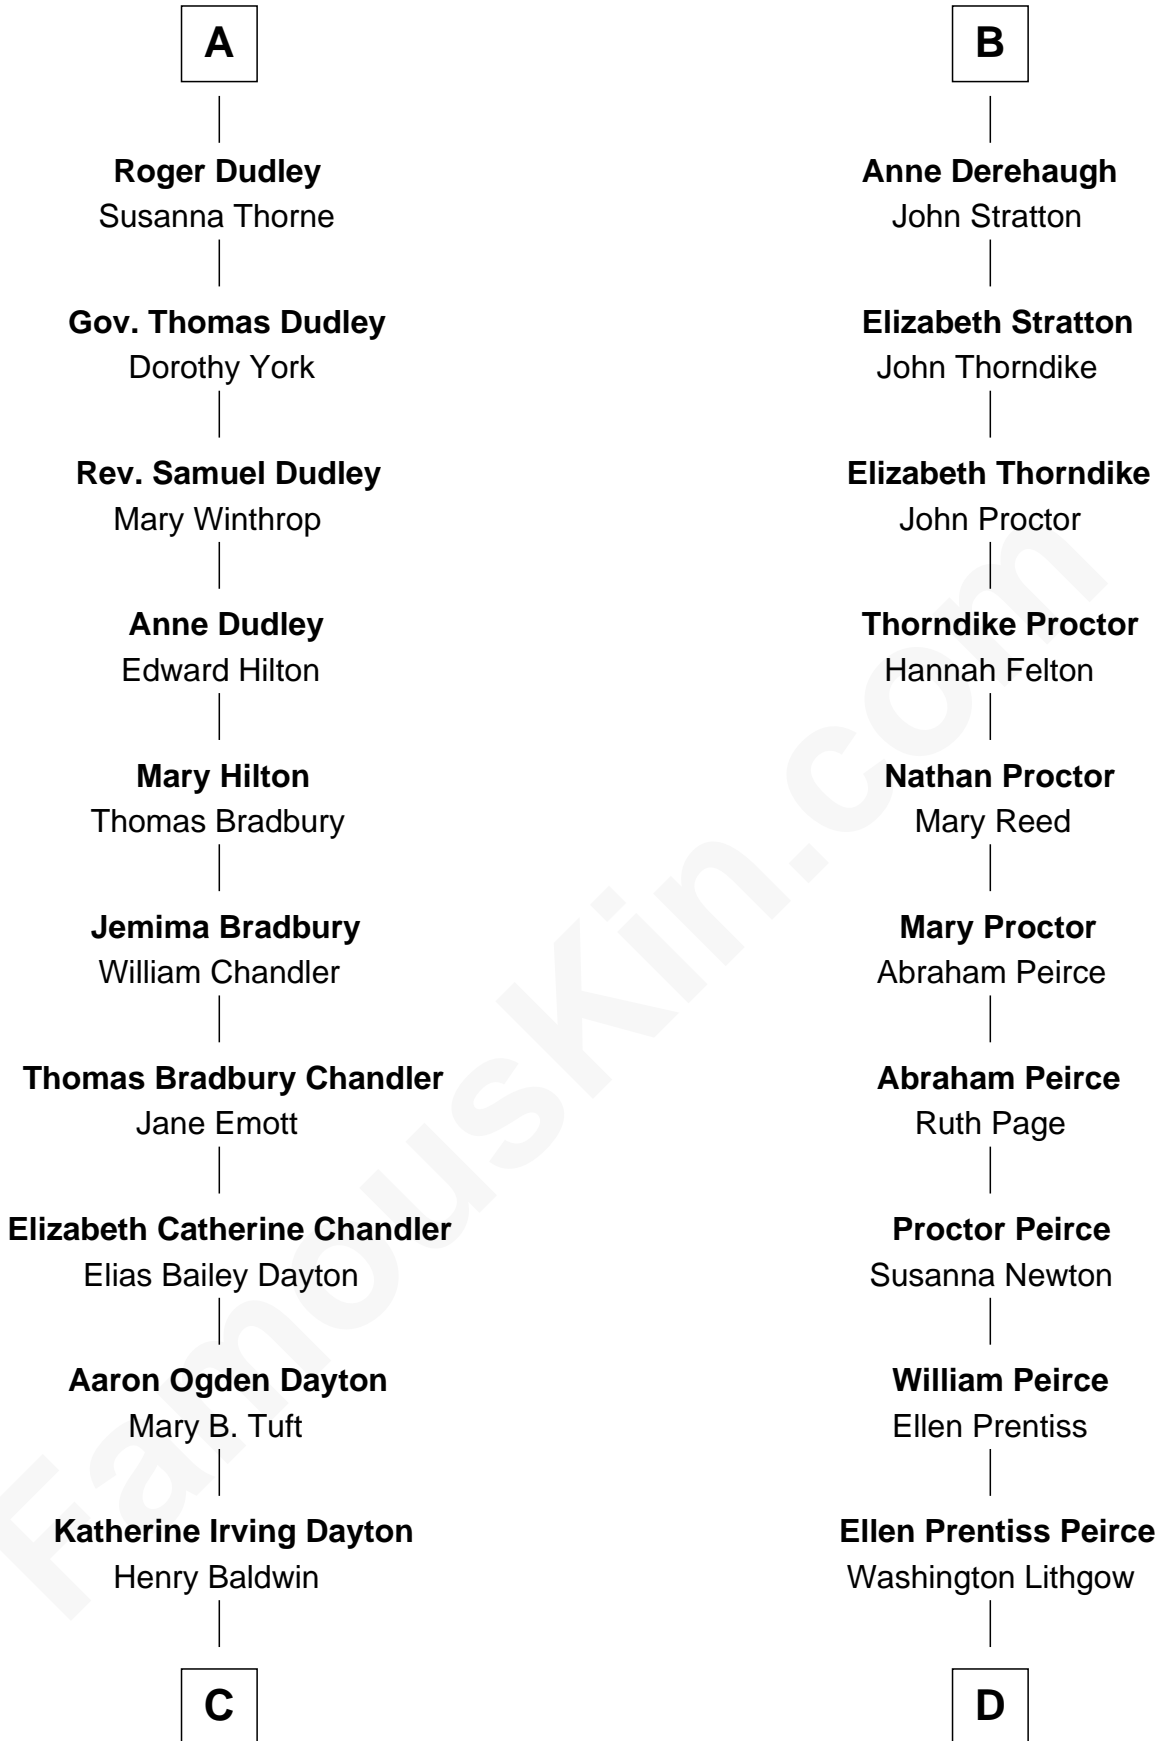 A
Roger Dudley
Susanna Thorne
Gov. Thomas Dudley
Dorothy York
Rev. Samuel Dudley
Mary Winthrop
Anne Dudley
Edward Hilton
Mary Hilton
Thomas Bradbury
Jemima Bradbury
William Chandler
Thomas Bradbury Chandler
Jane Emott
Elizabeth Catherine Chandler
Elias Bailey Dayton
Aaron Ogden Dayton
Mary B. Tuft
Katherine Irving Dayton
Henry Baldwin
C
B
Anne Derehaugh
John Stratton
Elizabeth Stratton
John Thorndike
Elizabeth Thorndike
John Proctor
Thorndike Proctor
Hannah Felton
Nathan Proctor
Mary Reed
Mary Proctor
Abraham Peirce
Abraham Peirce
Ruth Page
Proctor Peirce
Susanna Newton
William Peirce
Ellen Prentiss
Ellen Prentiss Peirce
Washington Lithgow
D
FamousKin.com